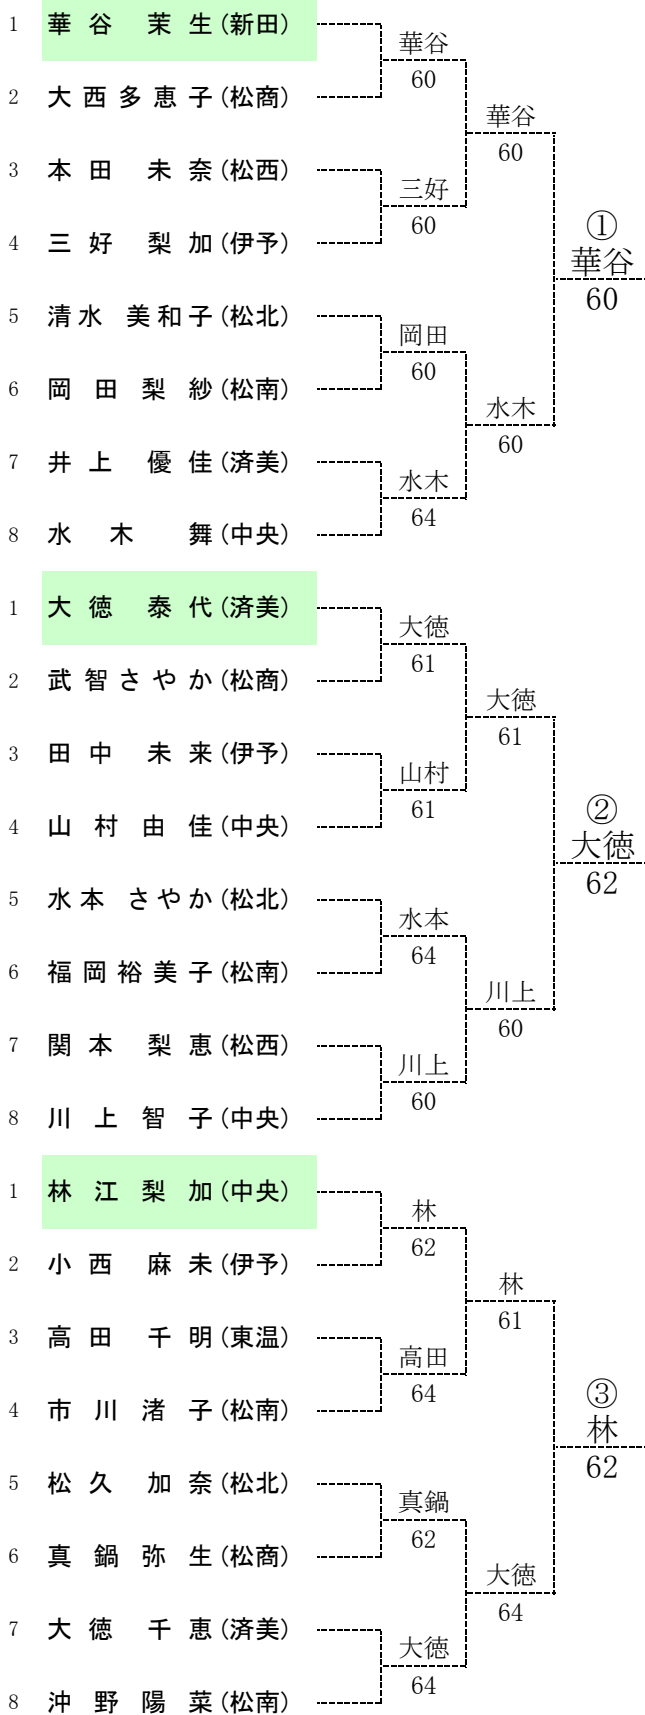 1 華谷 茉生(新田)
華谷
2 大西多恵子(松商)
60
華谷
3 本田 未奈(松西)
60
三好
4 三好 梨加(伊予)
60
①
華谷
5 清水 美和子(松北)
60
岡田
6 岡田梨紗(松南)
60
水木
7 井上 優佳(済美)
60
水木
8 水木 舞(中央)
64
1 大徳 泰代(済美)
大徳
2 武智さやか(松商)
61
大徳
3 田中 未来(伊予)
61
山村
4 山村由佳(中央)
61
②
大徳
5 水本 さやか(松北)
62
水本
6 福岡裕美子(松南)
64
川上
7 関本 梨恵(松西)
60
川上
8 川上智子(中央)
60
1 林江梨加(中央)
林
2 小西 麻未(伊予)
62
林
3 高田 千明(東温)
61
高田
4 市川渚子(松南)
64
③
林
5 松久 加奈(松北)
62
真鍋
6 真鍋弥生(松商)
62
大徳
7 大徳 千恵(済美)
64
大徳
8 沖野陽菜(松南)
64